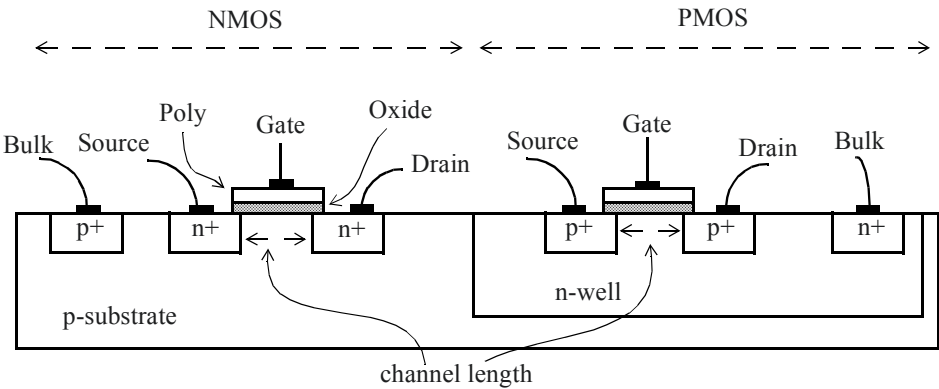 NMOS
PMOS
Poly
Oxide
Gate
Gate
Bulk
Source
Drain
Source
Drain
Bulk
p+
n+
n+
p+
p+
n+
n-well
p-substrate
channel length